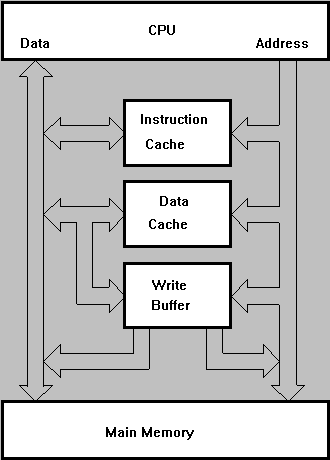 CPU
Data Address
Instruction
Cache
Data
Cache
Write
Buffer
Main Memory